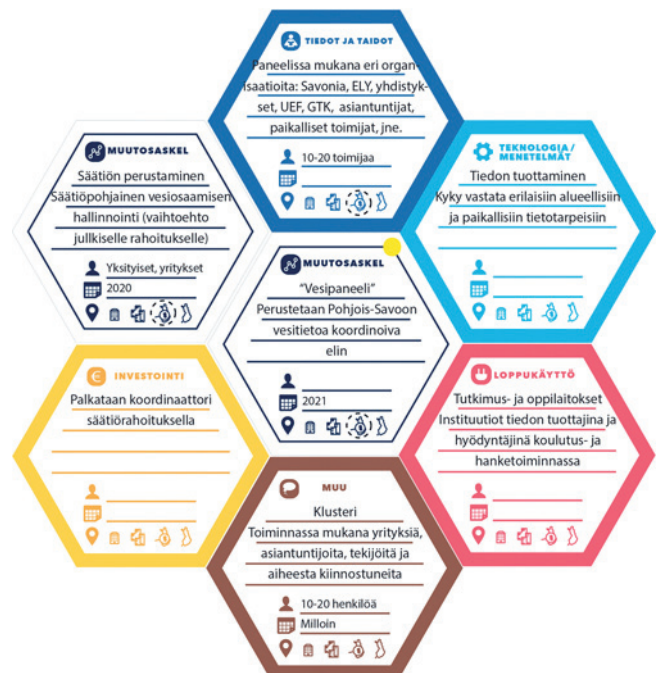 TIEDOT JA TAIDOT
Paneelissa mukana eri organ-
isaatioita: Savonia, ELY, yhdistyk-
set, UEF, GTK, asiantuntijat,
paikalliset toimijat, jne.
10-20 toimijaa
MUUTOSASKEL
Säätiön perustaminen
Säätiöpohjainen vesiosaamisen
hallinnointi (vaihtoehto
jullkiselle rahoitukselle)
Yksityiset, yritykset
2020
TEKNOLOGIA/
MENETELMÄT
Tiedon tuottaminen
Kyky vastata erilaisiin alueellisiin
ja paikallisiin tietotarpeisiin
MUUTOSASKEL
"Vesipaneeli"
Perustetaan Pohjois-Savoon
vesitietoa koordinoiva
elin
2021
INVESTOINTI
Palkataan koordinaattori
säätiörahoituksella
LOPPUKÄYTTÖ
Tutkimus- ja oppilaitokset
Instituutiot tiedon tuottajina ja
hyödyntäjinä koulutus- ja
hanketoiminnassa
MUU
Klusteri
Toiminnassa mukana yrityksiä,
asiantuntijoita, tekijöitä ja
aiheesta kiinnostuneita
10-20 henkilöä
Milloin